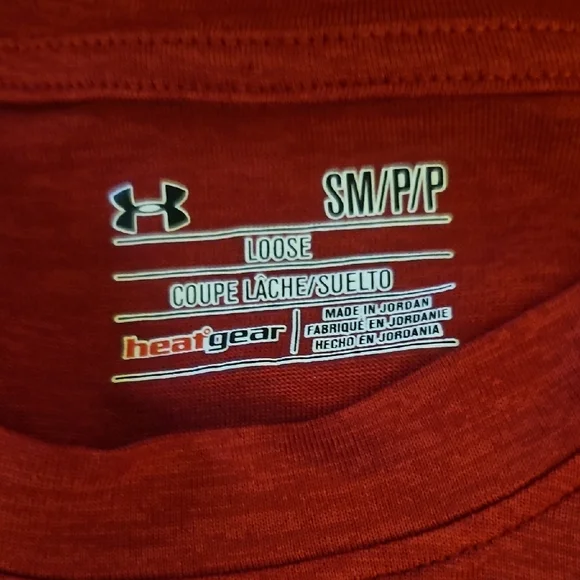 SM/P/P
LOOSE
COUPE LÂCHE/SUELTO
heatgear
MADE IN JORDAN
FABRIQUÉ EN JORDANIE
HECHO EN JORDANIA